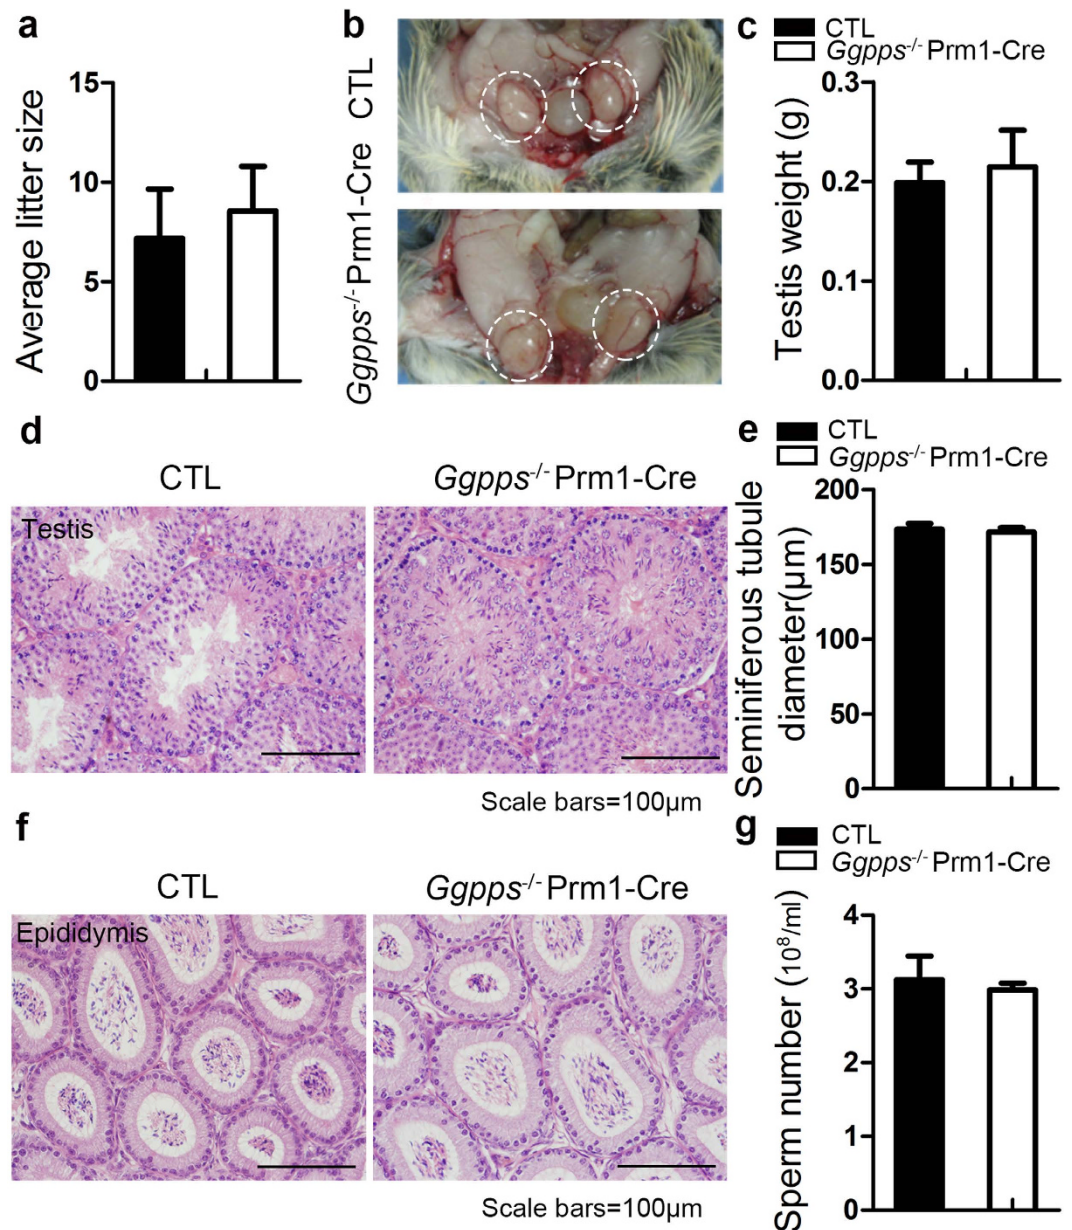 a
Average litter size
15
10
5
0
b
Ggpps-/- Prm1-Cre CTL
c
CTL
Ggpps-/- Prm1-Cre
Testis weight (g)
0.3
0.2
0.1
0.0
d
CTL
Ggpps-/- Prm1-Cre
Testis
Scale bars=100μm
e
CTL
Ggpps-/- Prm1-Cre
Seminiferous tubule
diameter(μm)
200
150
100
50
0
f
CTL
Ggpps-/- Prm1-Cre
Epididymis
Scale bars=100μm
g
CTL
Ggpps-/- Prm1-Cre
Sperm number (10⁸/ml)
4
3
2
1
0